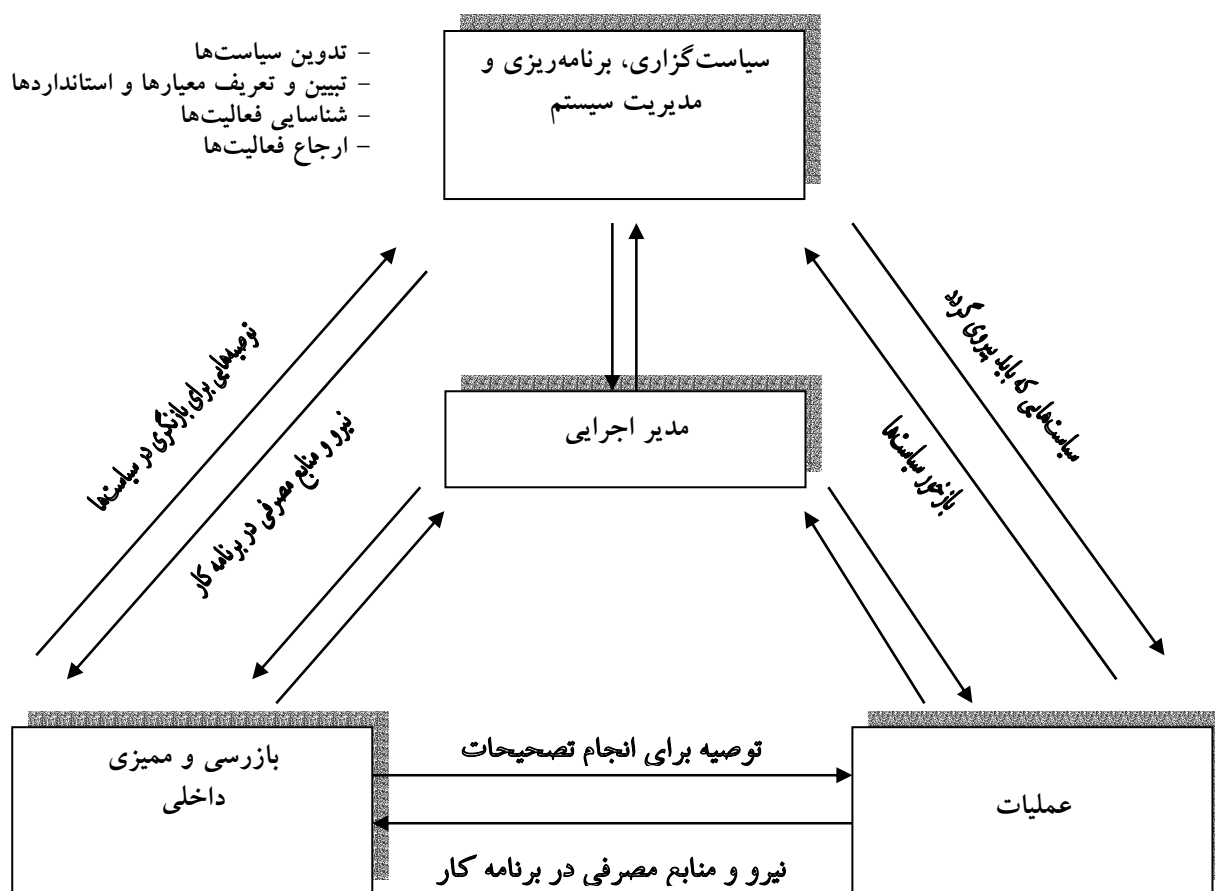 سیاست‌گزاری، برنامه‌ریزی و
مدیریت سیستم
– تدوین سیاست‌ها
– تبیین و تعریف معیارها و استانداردها
– شناسایی فعالیت‌ها
– ارجاع فعالیت‌ها
توصیه‌هایی برای بازنگری در سیاست‌ها
نیرو و منابع مصرفی در برنامه کار
مدیر اجرایی
بازخور سیاست‌ها
سیاست‌هایی که باید پیروی گردد
بازرسی و ممیزی
داخلی
توصیه برای انجام تصحیحات
نیرو و منابع مصرفی در برنامه کار
عملیات